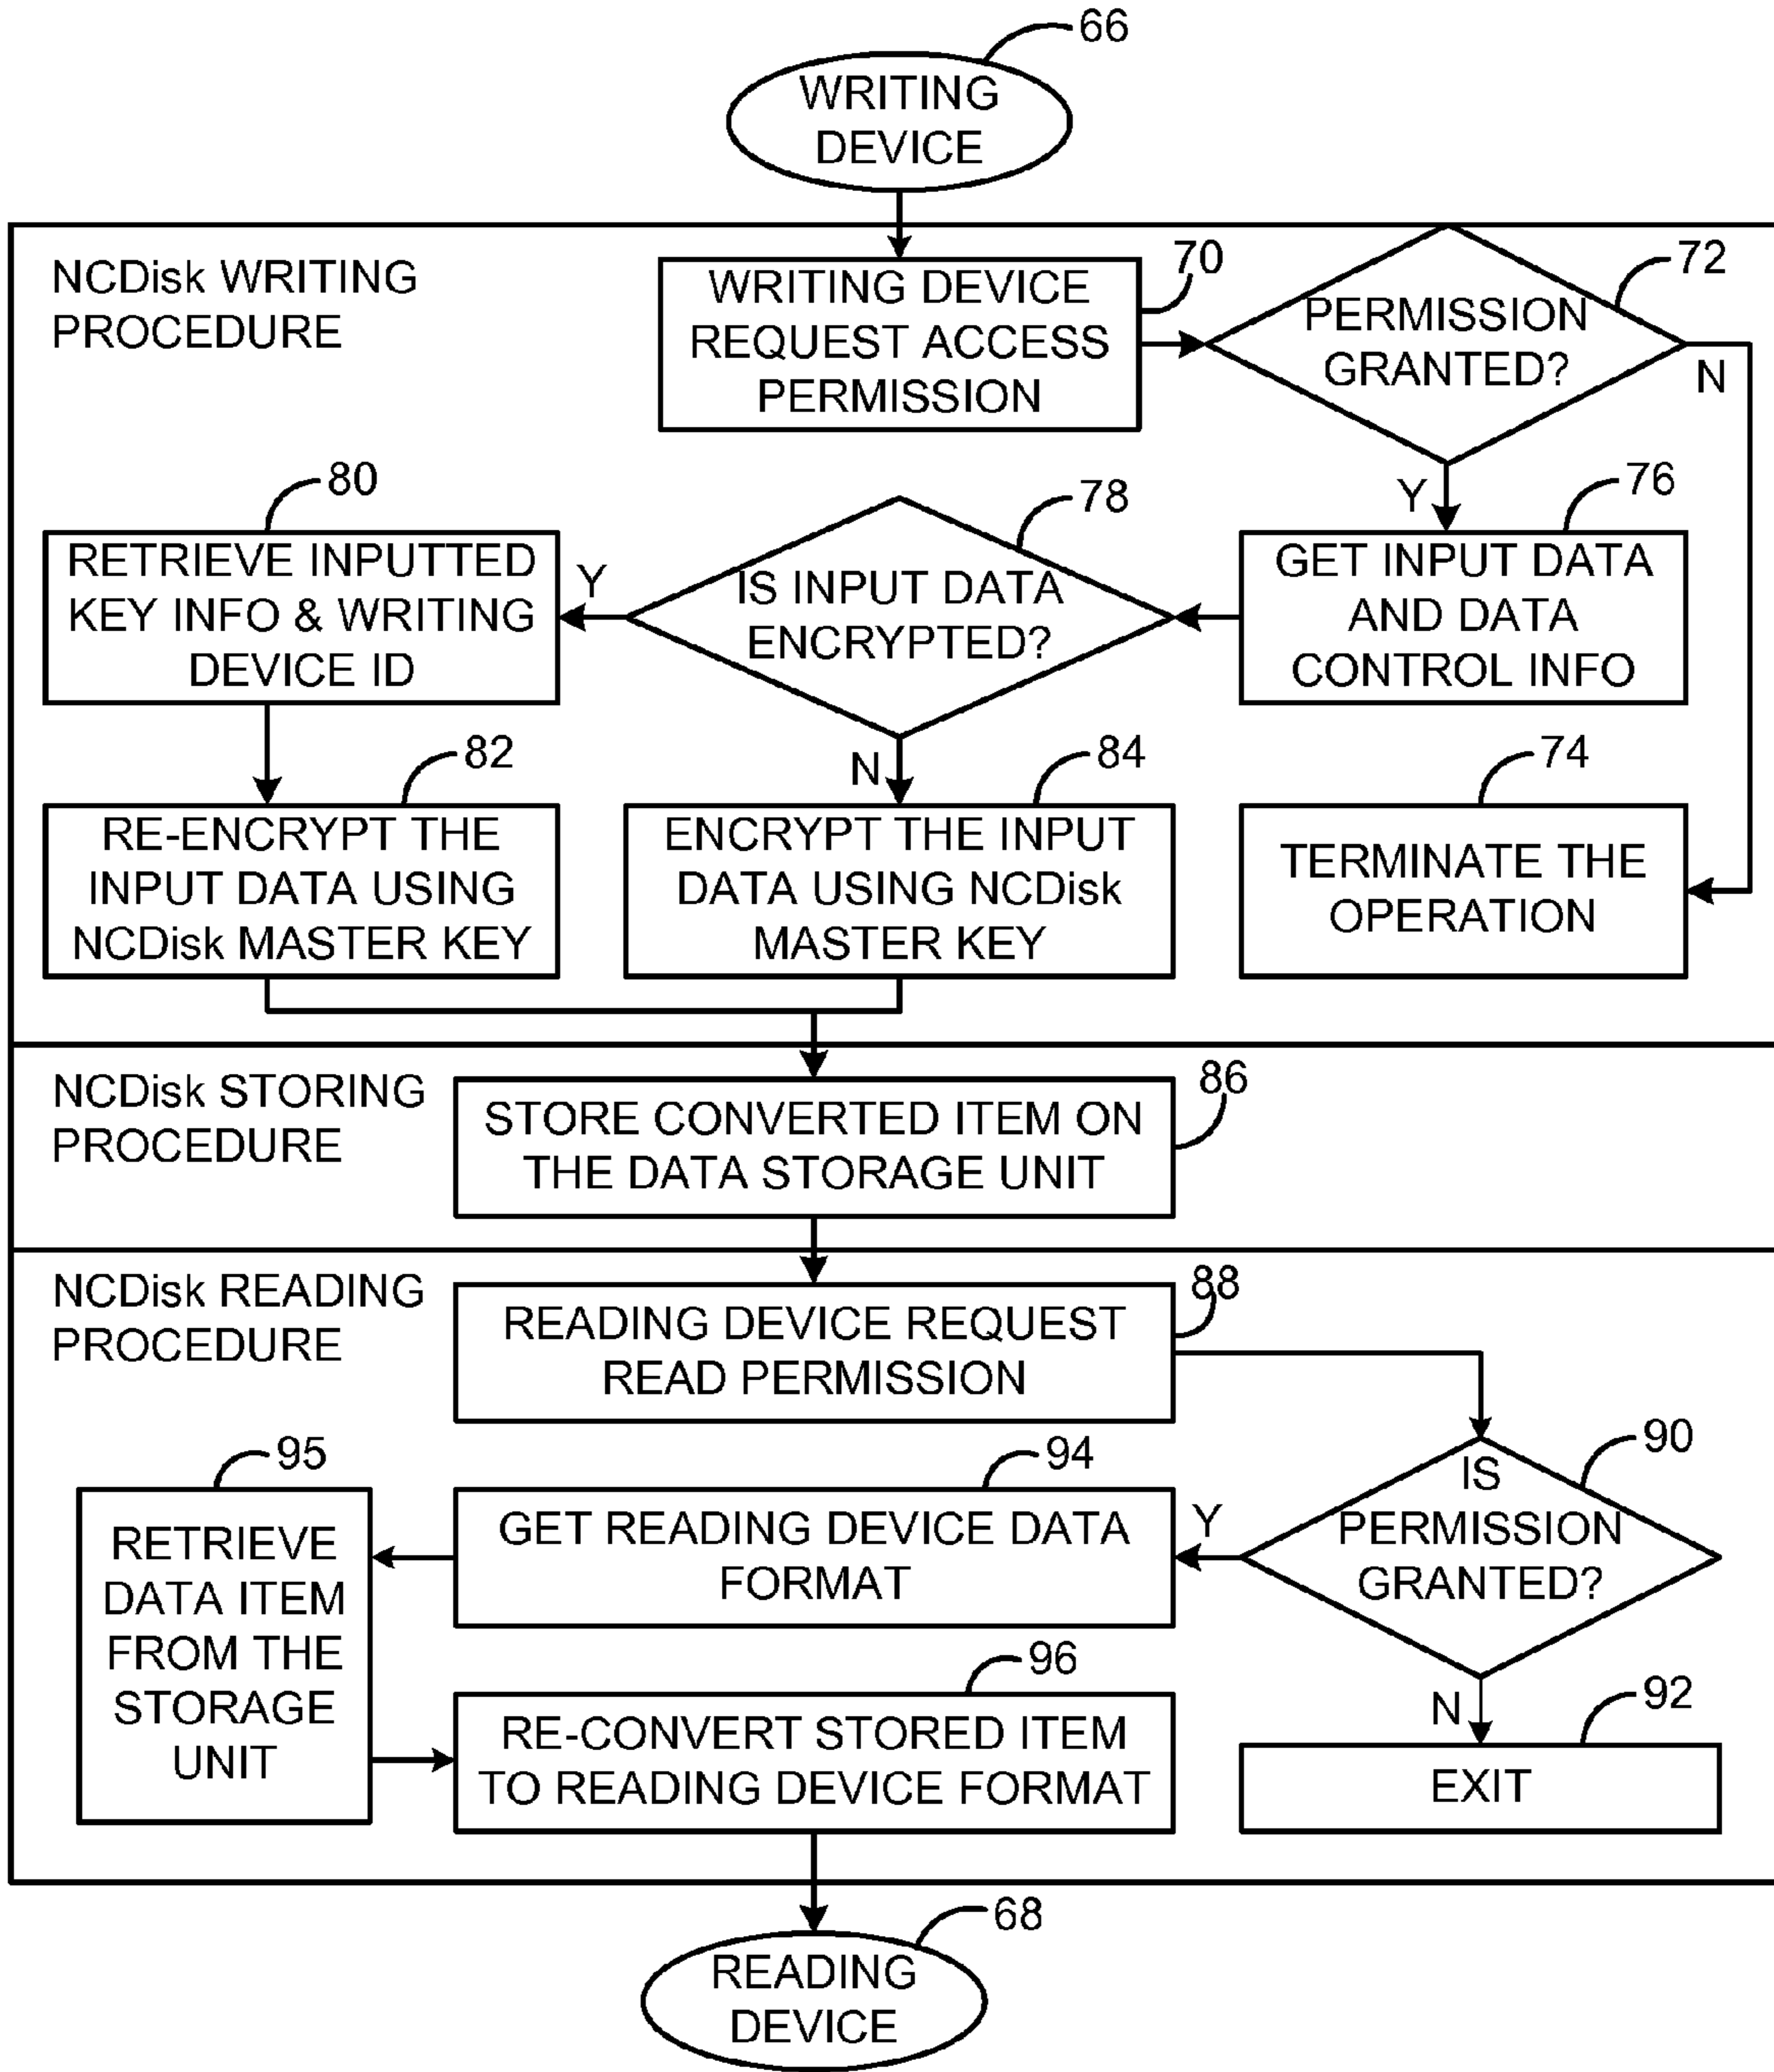 66
WRITING
DEVICE
NCDisk WRITING
PROCEDURE
WRITING DEVICE
REQUEST ACCESS
PERMISSION
70
PERMISSION
GRANTED?
72
N
Y
80
RETRIEVE INPUTTED
KEY INFO & WRITING
DEVICE ID
Y
78
IS INPUT DATA
ENCRYPTED?
76
GET INPUT DATA
AND DATA
CONTROL INFO
82
RE-ENCRYPT THE
INPUT DATA USING
NCDisk MASTER KEY
N
84
ENCRYPT THE INPUT
DATA USING NCDisk
MASTER KEY
74
TERMINATE THE
OPERATION
NCDisk STORING
PROCEDURE
STORE CONVERTED ITEM ON
THE DATA STORAGE UNIT
86
NCDisk READING
PROCEDURE
READING DEVICE REQUEST
READ PERMISSION
88
95
RETRIEVE
DATA ITEM
FROM THE
STORAGE
UNIT
94
GET READING DEVICE DATA
FORMAT
Y
90
IS
PERMISSION
GRANTED?
96
RE-CONVERT STORED ITEM
TO READING DEVICE FORMAT
N
92
EXIT
68
READING
DEVICE